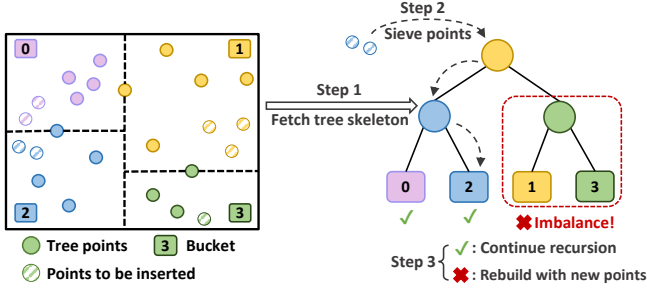 0
1
2
3
Tree points
3 Bucket
Points to be inserted
Step 1
Fetch tree skeleton
Step 2
Sieve points
0
2
1
3
✓
✓
✖ Imbalance!
Step 3
✓ : Continue recursion
✖ : Rebuild with new points